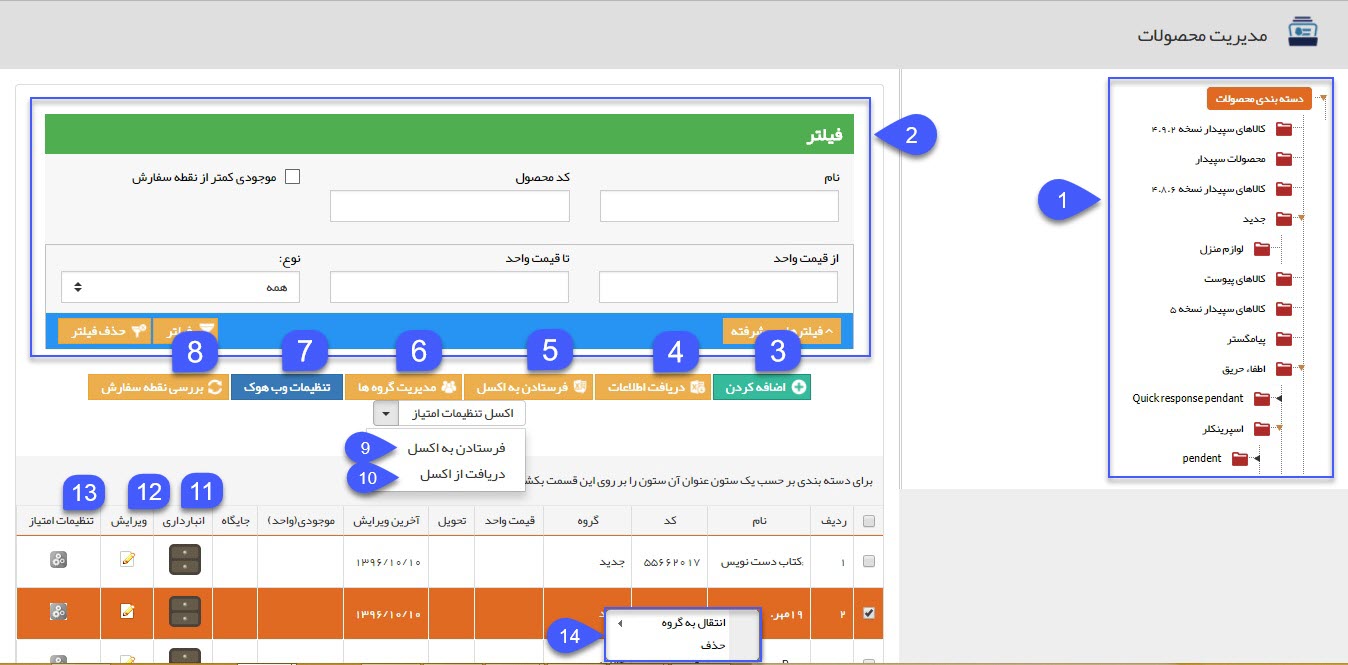 مدیریت محصولات
دسته بندی محصولات
کالاهای سپیدار نسخه ۴.۹.۲
محصولات سپیدار
کالاهای سپیدار نسخه ۴.۸.۶
جدید
لوازم منزل
کالاهای پیوست
کالاهای سپیدار نسخه ۵
پیامگستر
اطفاء حریق
Quick response pendant
اسپرینکلر
pendent
1
2
فیلتر
نام
کد محصول
موجودی کمتر از نقطه سفارش
از قیمت واحد
تا قیمت واحد
نوع:
همه
فیلتر
حذف فیلتر
3 4 5 6 7 8
اضافه کردن
دریافت اطلاعات
فرستادن به اکسل
مدیریت گروه ها
تنظیمات وب هوک
بررسی نقطه سفارش
اکسل تنظیمات امتیاز
فرستادن به اکسل
9
دریافت از اکسل
10
برای دسته بندی بر حسب یک ستون عنوان آن ستون را بر روی این قسمت بکش
11 12 13
ردیف نام کد گروه قیمت واحد تحویل آخرین ویرایش موجودی(واحد) جایگاه انبارداری ویرایش تنظیمات امتیاز
۱ کتاب دست نویس: ۵۵۶۶۲۰۱۷ جدید ۱۳۹۶/۱۰/۱۰
۲ ۱۹مهر. ۱۳۹۶/۱۰/۱۰
انتقال به گروه
حذف
14